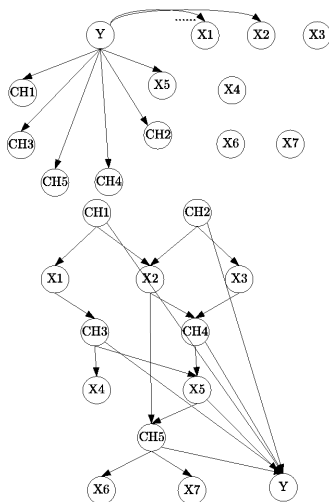 Y X1 X2 X3
CH1 X5 X4
CH3 CH2 X6 X7
CH5 CH4
CH1 CH2
X1 X2 X3
CH3 CH4
X4 X5
CH5
X6 X7 Y